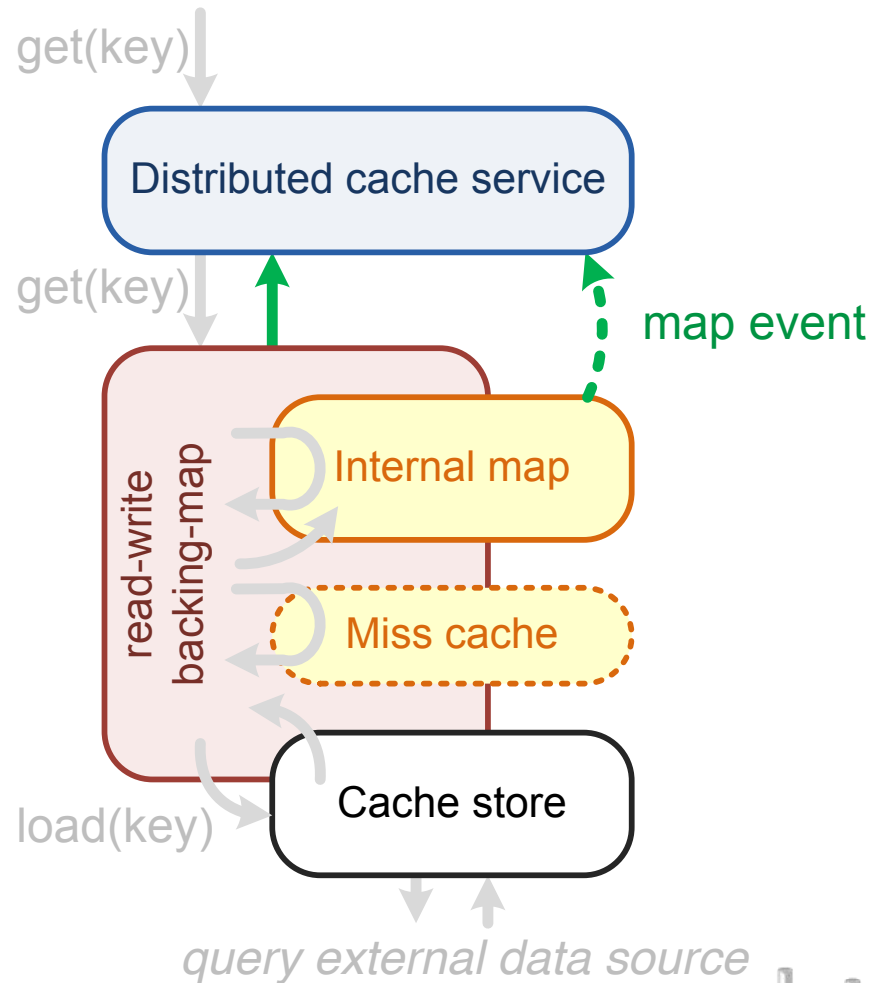 get(key)
Distributed cache service
get(key)
map event
read-write
backing-map
Internal map
Miss cache
Cache store
load(key)
query external data source